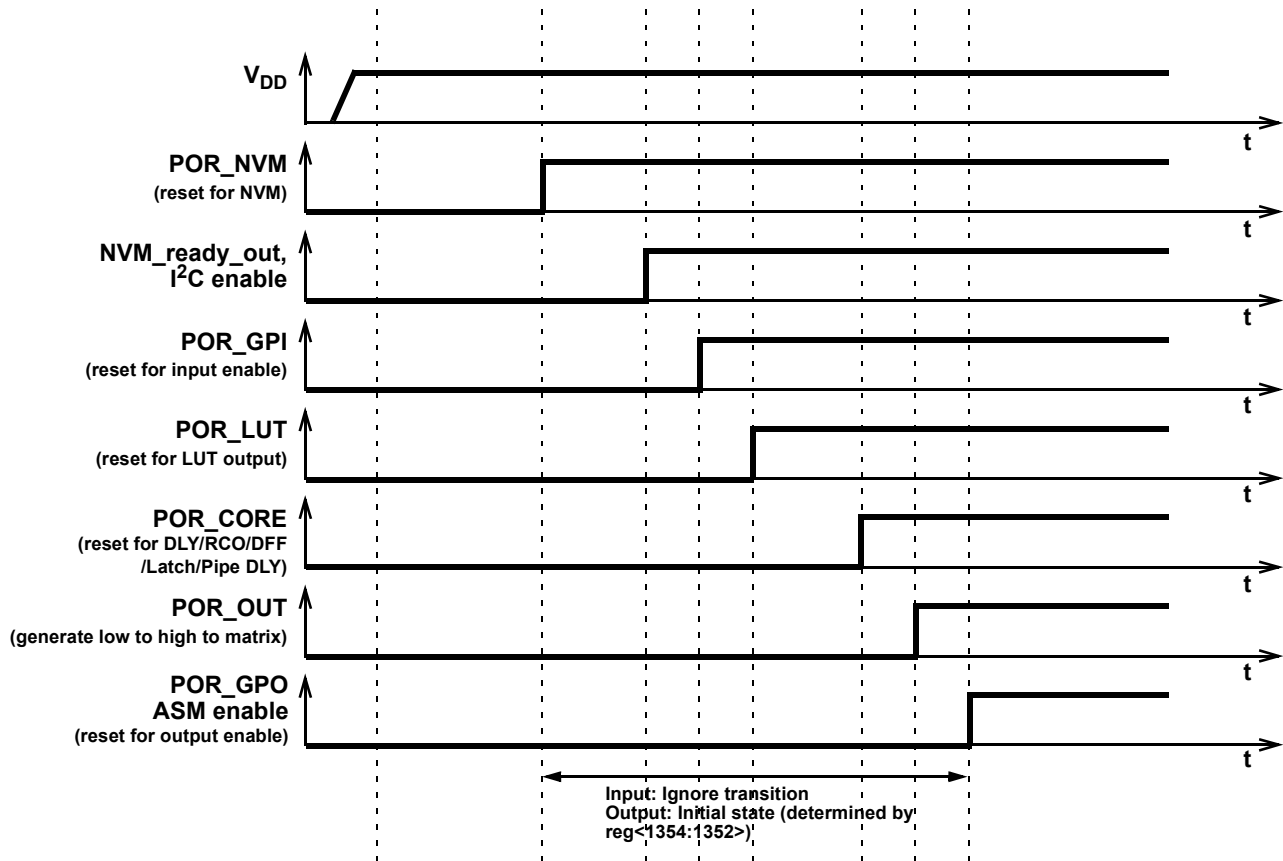 VDD
t
POR_NVM
(reset for NVM)
t
NVM_ready_out,
I2C enable
t
POR_GPI
(reset for input enable)
t
POR_LUT
(reset for LUT output)
t
POR_CORE
(reset for DLY/RCO/DFF
/Latch/Pipe DLY)
t
POR_OUT
(generate low to high to matrix)
t
POR_GPO
ASM enable
(reset for output enable)
t
Input: Ignore transition
Output: Initial state (determined by
reg<1354:1352>)